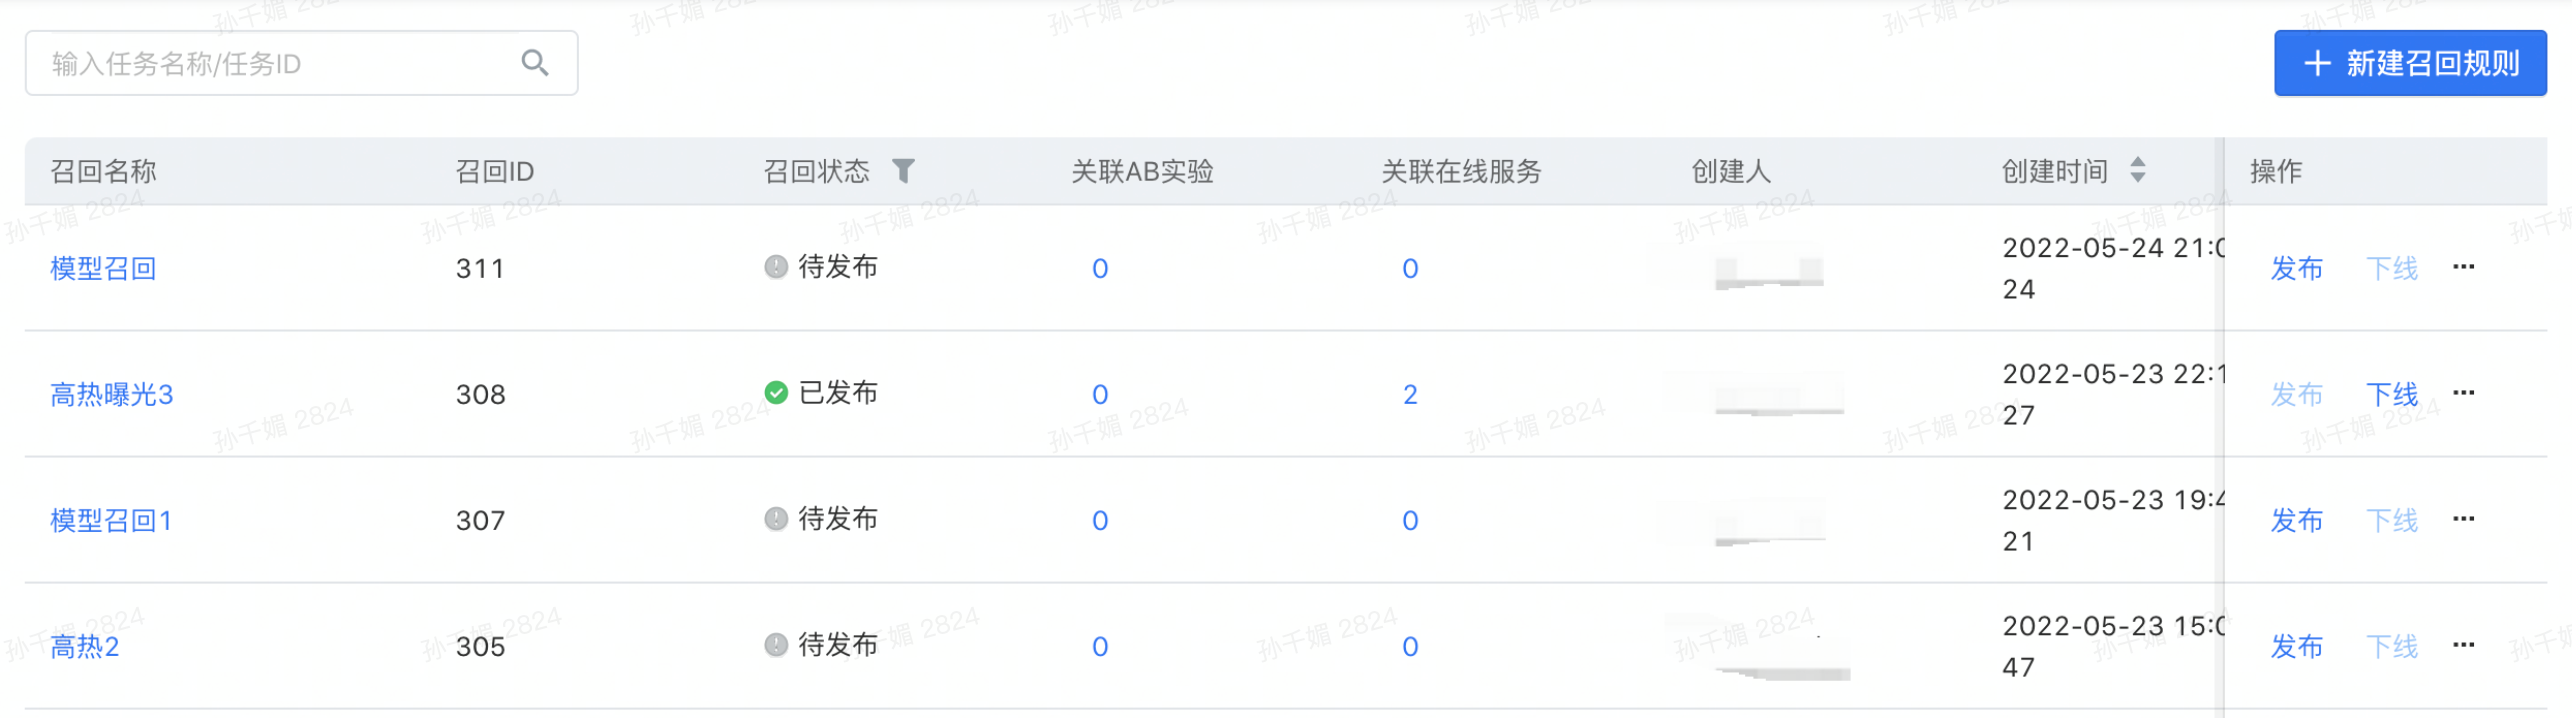 输入任务名称/任务ID
+ 新建召回规则
召回名称 召回ID 召回状态 关联AB实验 关联在线服务 创建人 创建时间 操作
模型召回 311 待发布 0 0 2022-05-24 21:0 发布 下线 ···
24
高热曝光3 308 已发布 0 2 2022-05-23 22:1 发布 下线 ···
27
模型召回1 307 待发布 0 0 2022-05-23 19:4 发布 下线 ···
21
高热2 305 待发布 0 0 2022-05-23 15:0 发布 下线 ···
47
孙千媚 2824